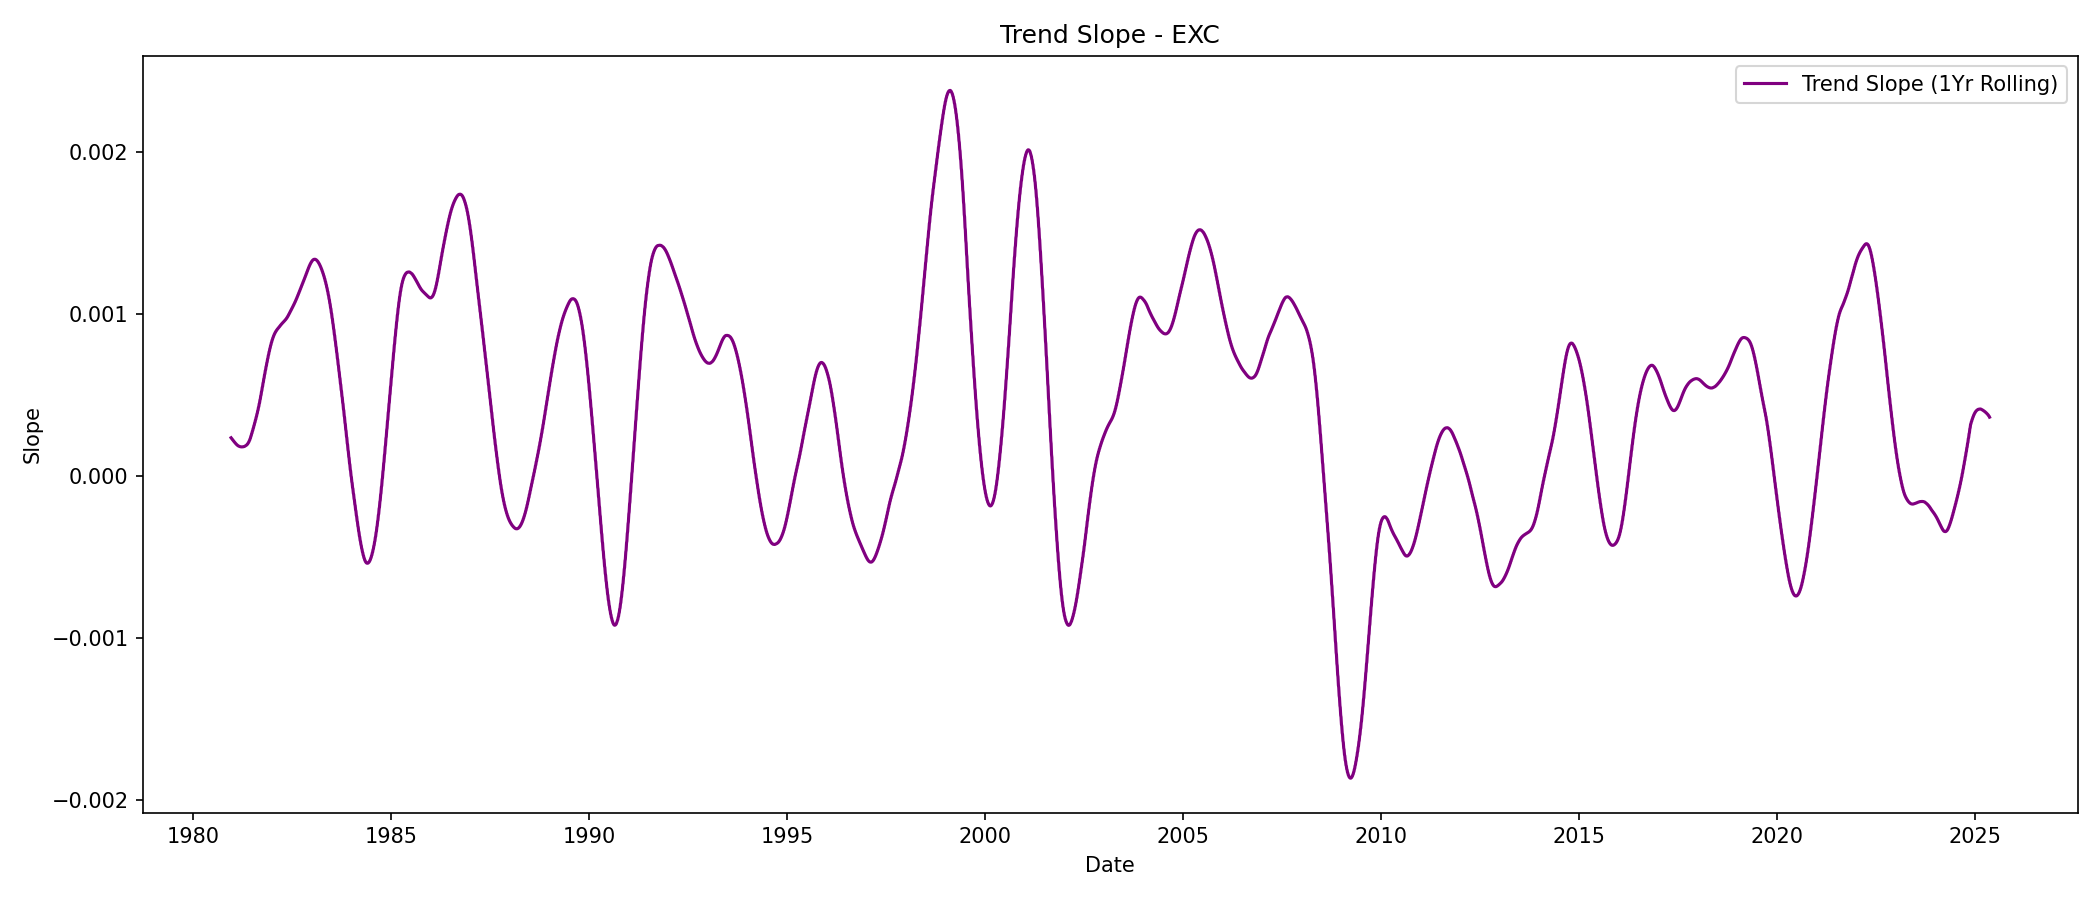 Trend Slope - EXC
Trend Slope (1Yr Rolling)
Slope
0.002
0.001
0.000
−0.001
−0.002
1980 1985 1990 1995 2000 2005 2010 2015 2020 2025
Date